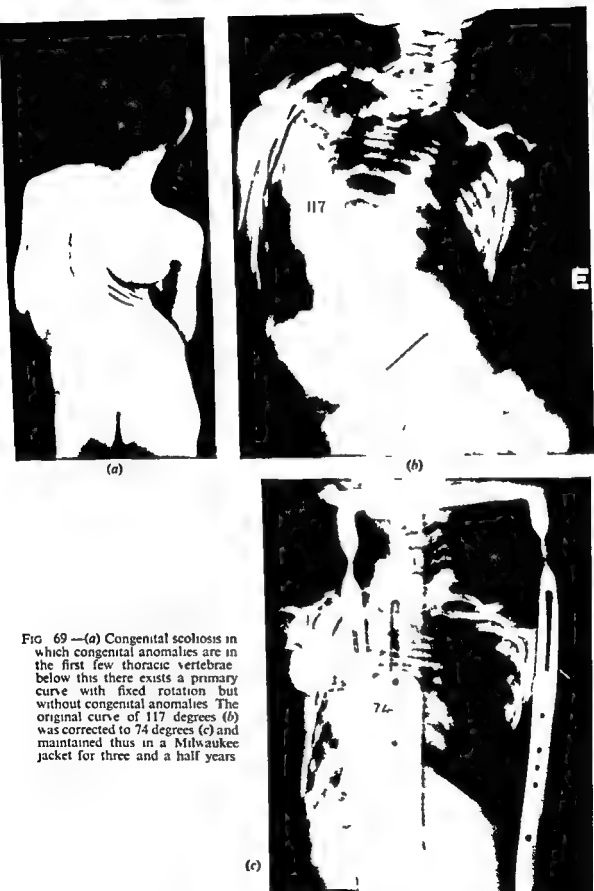 117
E
(a)
(b)
FIG 69 —(a) Congenital scoliosis in
which congenital anomalies are in
the first few thoracic vertebrae
below this there exists a primary
curve with fixed rotation but
without congenital anomalies The
original curve of 117 degrees (b)
was corrected to 74 degrees (c) and
maintained thus in a Milwaukee
jacket for three and a half years
74
(c)